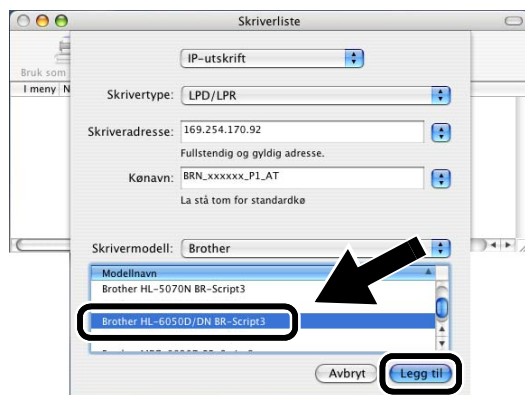 Skriverliste
IP-utskrift
Bruk som
I meny N
Skrivertype: LPD/LPR
Skriveradresse: 169.254.170.92
Fullstendig og gyldig adresse.
Kønavn: BRN_xxxxxx_P1_AT
La stå tom for standardkø
Skrivermodell: Brother
Modellnavn
Brother HL-5070N BR-Script3
Brother HL-6050D/DN BR-Script3
Avbryt Legg til